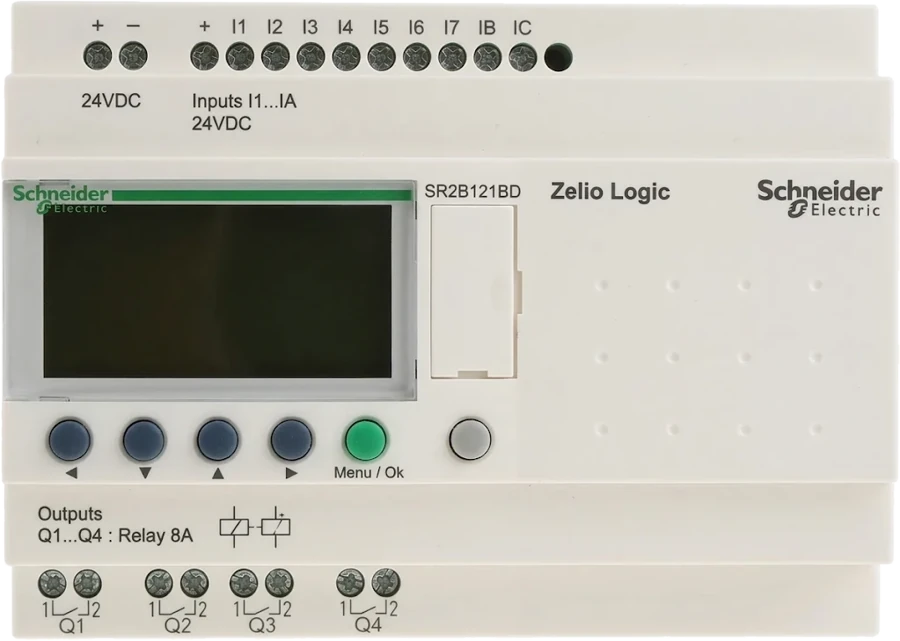 + − + I1 I2 I3 I4 I5 I6 I7 IB IC
24VDC
Inputs I1...IA
24VDC
Schneider
Electric
SR2B121BD
Zelio Logic
Schneider
Electric
Menu / Ok
Outputs
Q1...Q4 : Relay 8A
1 2 1 2 1 2 1 2
Q1 Q2 Q3 Q4